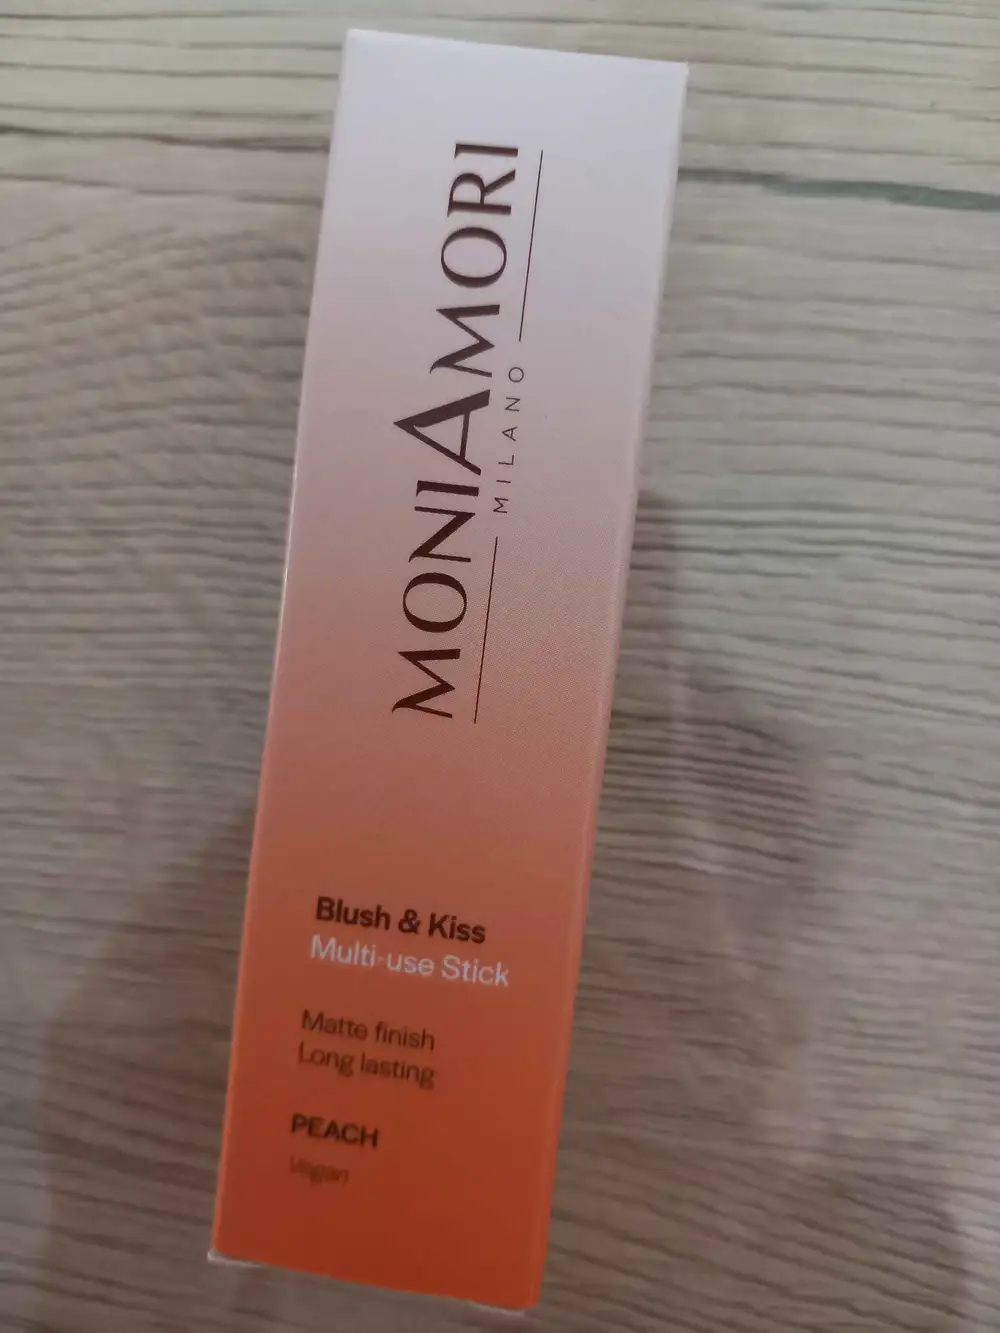 MONIAMORI
MILANO
Blush & Kiss
Multi-use Stick
Matte finish
Long lasting
PEACH
Vegan